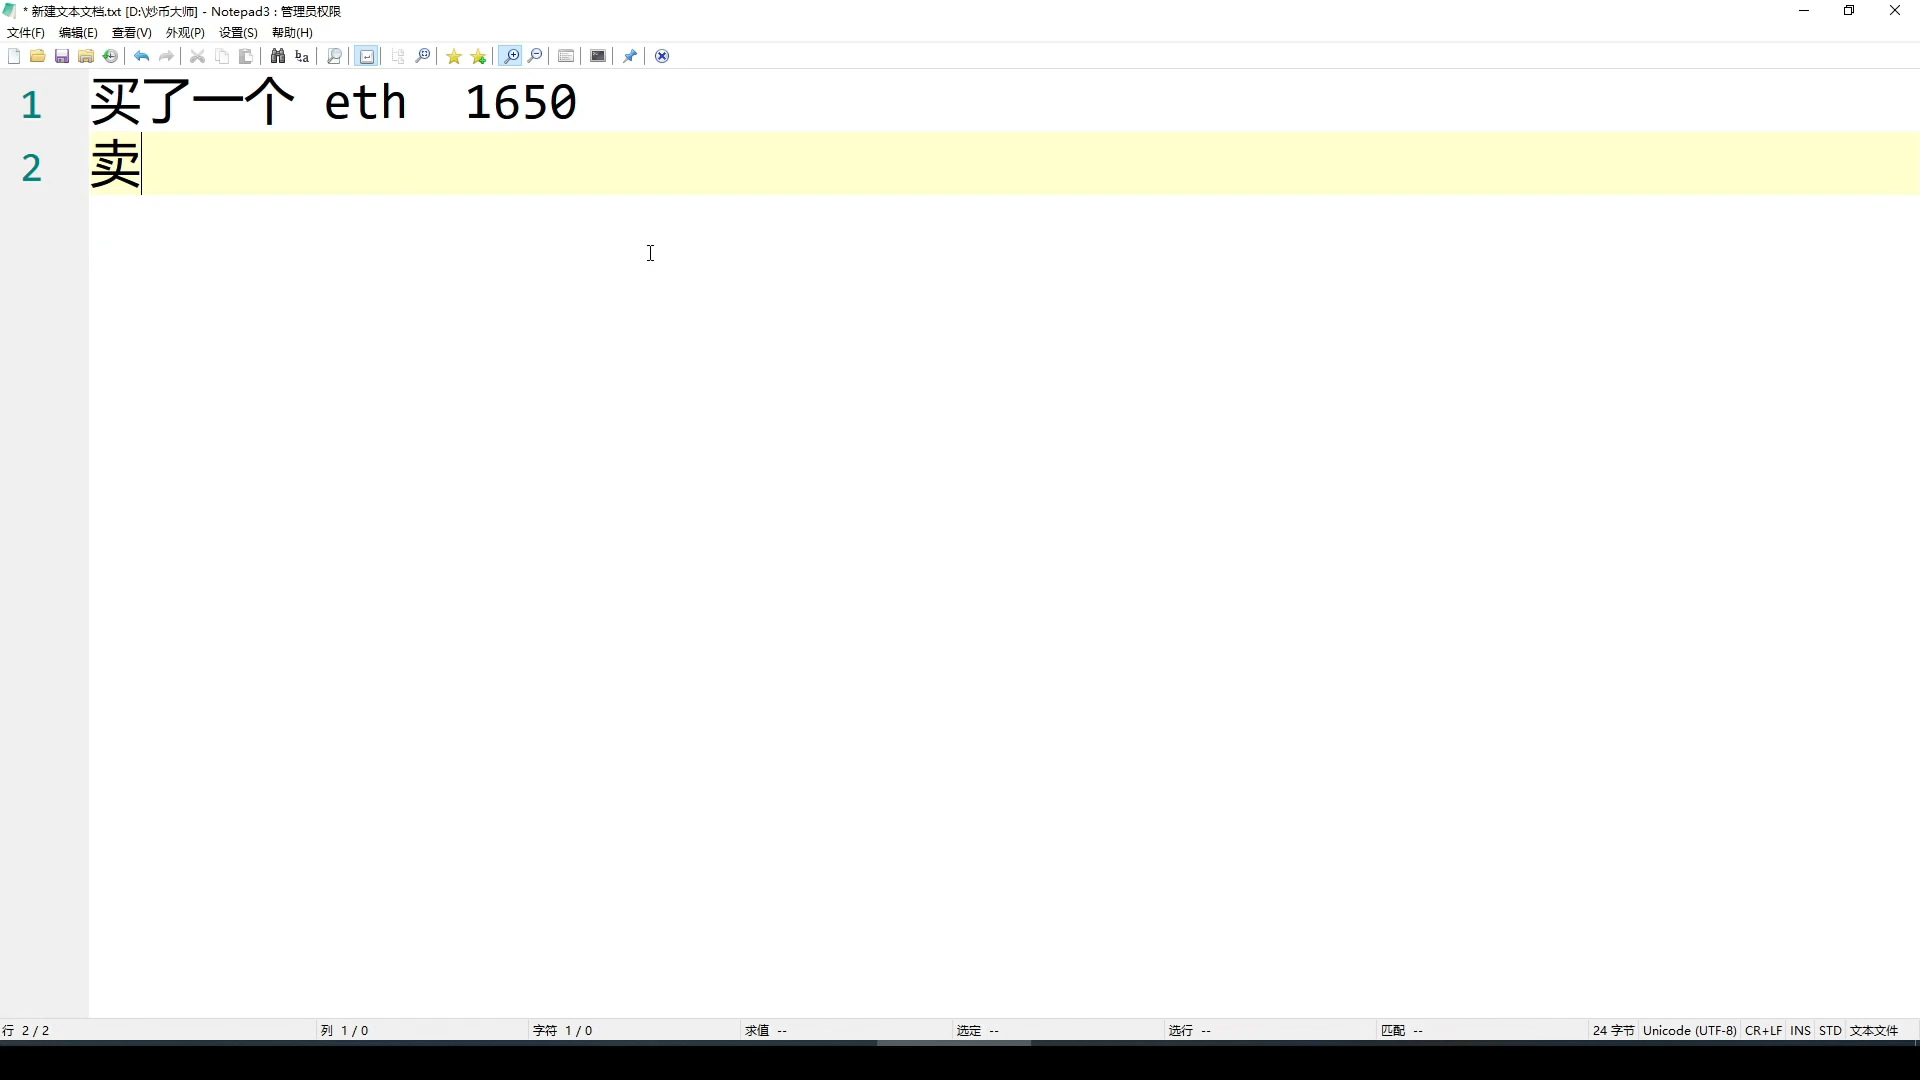 * 新建文本文档.txt [D:\炒币大师] - Notepad3 : 管理员权限
文件(F) 编辑(E) 查看(V) 外观(P) 设置(S) 帮助(H)
1 买了一个 eth  1650
2 卖
行 2 / 2 列 1 / 0 字符 1 / 0 求值 -- 选定 -- 选行 -- 匹配 -- 24 字节 Unicode (UTF-8) CR+LF INS STD 文本文件